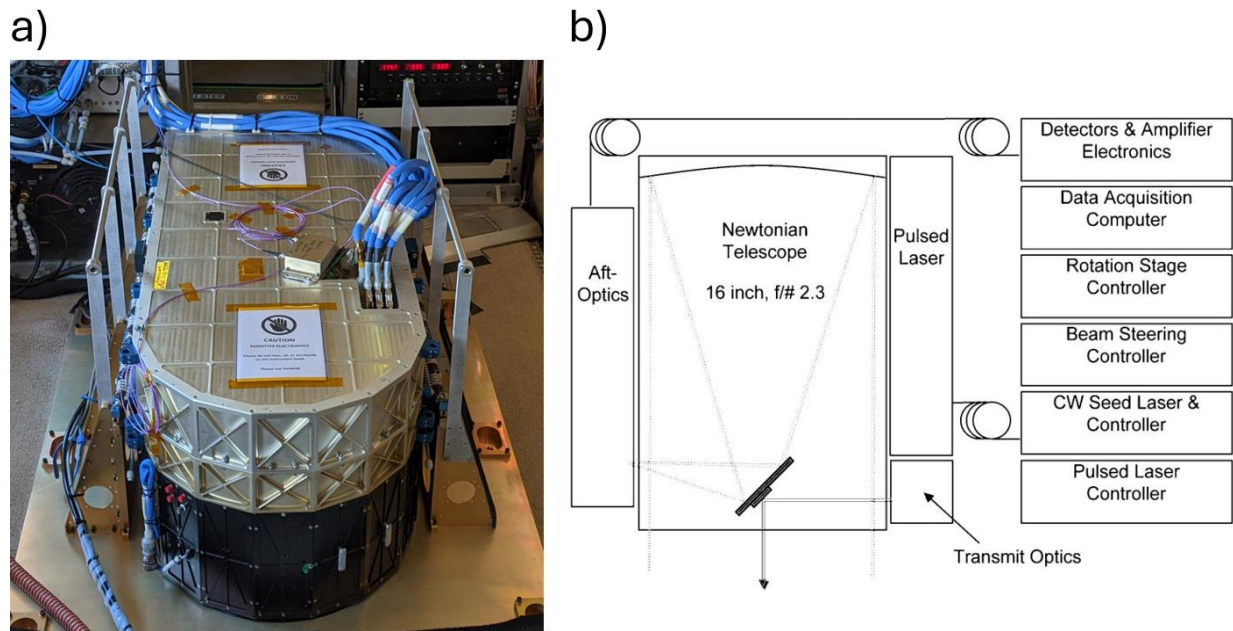 a)
b)
CAUTION
SENSITIVE ELECTRONICS
Detectors & Amplifier
Electronics
Data Acquisition
Computer
Rotation Stage
Controller
Beam Steering
Controller
CW Seed Laser &
Controller
Pulsed Laser
Controller
Newtonian
Telescope
16 inch, f/# 2.3
Pulsed
Laser
Aft-
Optics
Transmit Optics